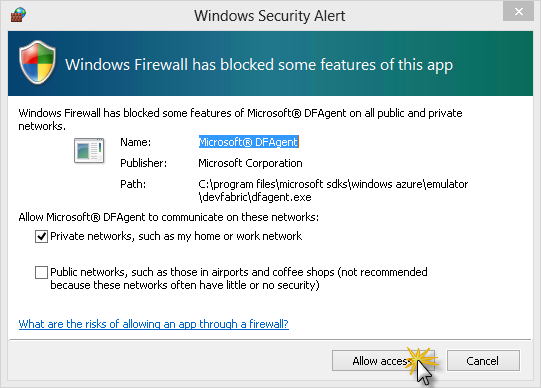 Windows Security Alert
Windows Firewall has blocked some features of this app
Windows Firewall has blocked some features of Microsoft® DFAgent on all public and private
networks.
Name: Microsoft® DFAgent
Publisher: Microsoft Corporation
Path: C:\program files\microsoft sdks\windows azure\emulator
\devfabric\dfagent.exe
Allow Microsoft® DFAgent to communicate on these networks:
Private networks, such as my home or work network
Public networks, such as those in airports and coffee shops (not recommended
because these networks often have little or no security)
What are the risks of allowing an app through a firewall?
Allow access Cancel